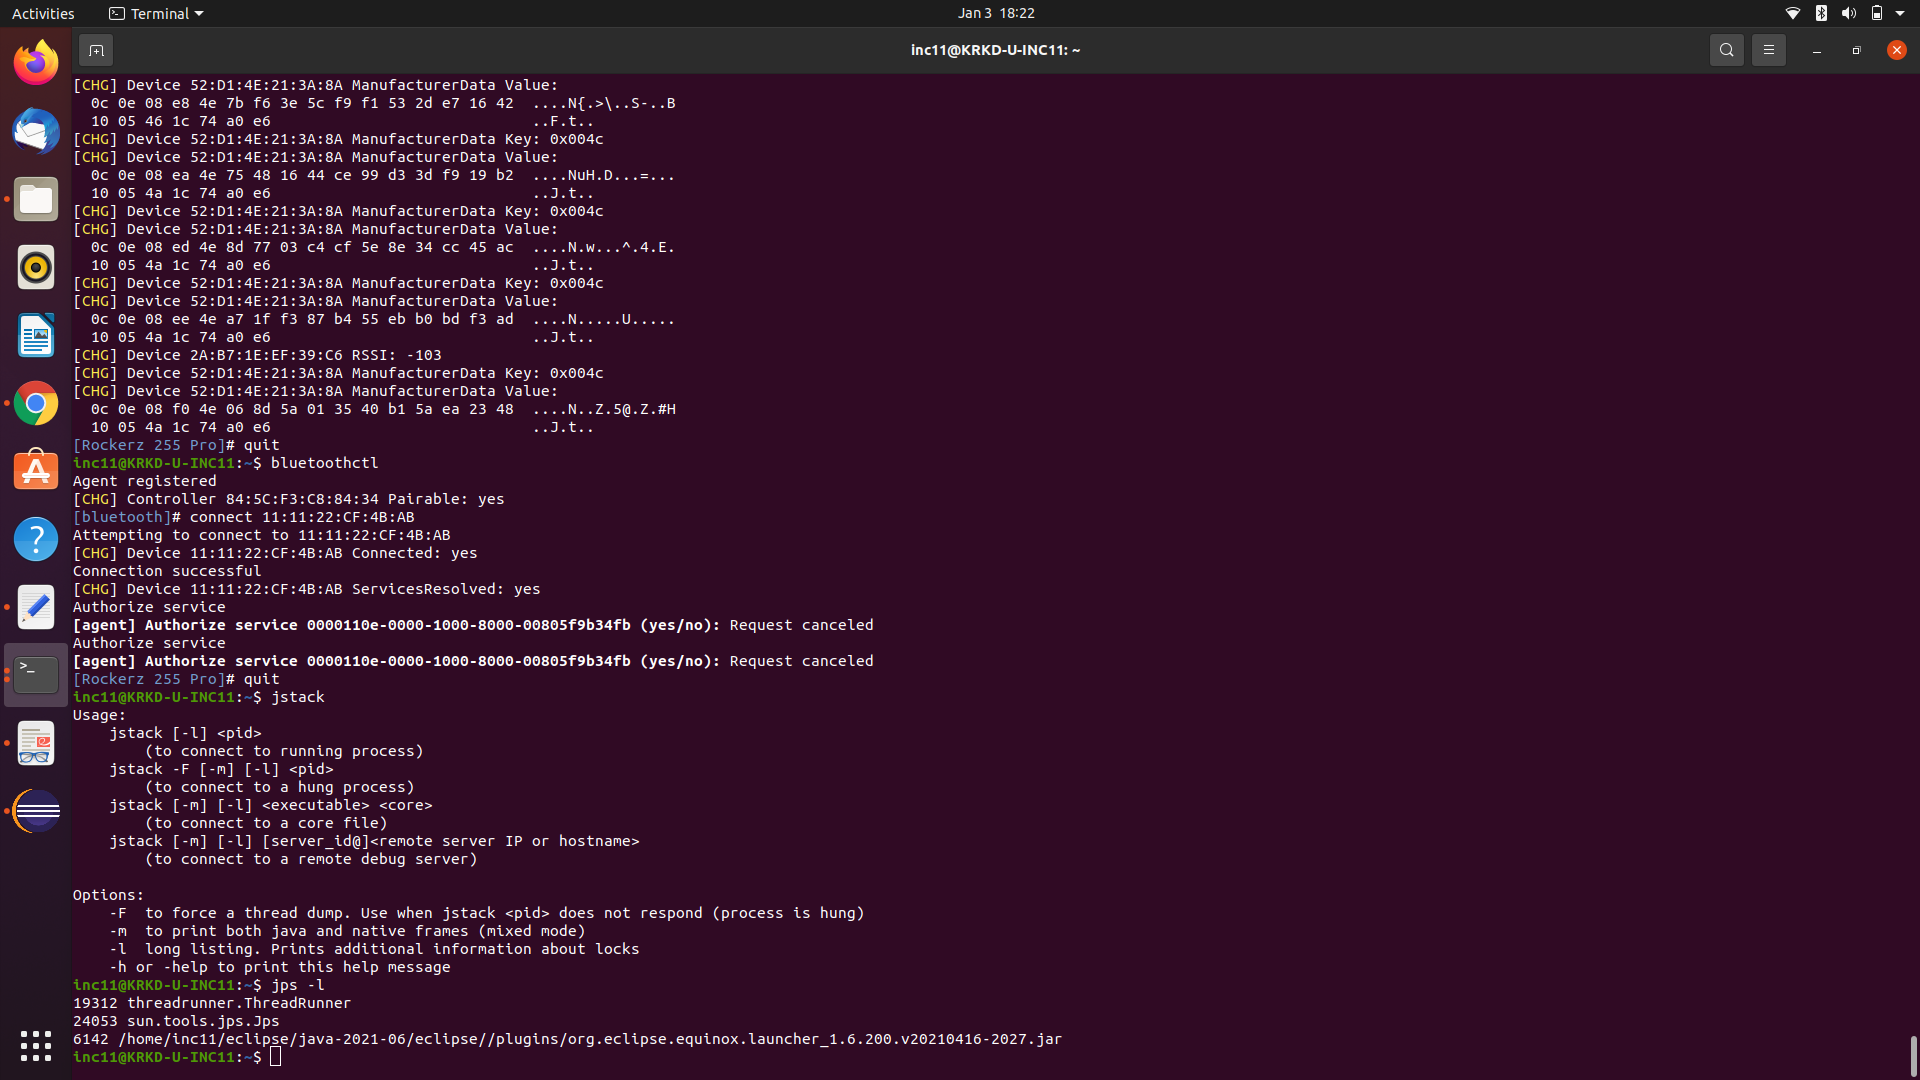 Activities
Terminal
Jan 3 18:22
inc11@KRKD-U-INC11: ~
[CHG] Device 52:D1:4E:21:3A:8A ManufacturerData Value:
  0c 0e 08 e8 4e 7b f6 3e 5c f9 f1 53 2d e7 16 42  ....N{.>\..S-..B
  10 05 46 1c 74 a0 e6                             ..F.t..
[CHG] Device 52:D1:4E:21:3A:8A ManufacturerData Key: 0x004c
[CHG] Device 52:D1:4E:21:3A:8A ManufacturerData Value:
  0c 0e 08 ea 4e 75 48 16 44 ce 99 d3 3d f9 19 b2  ....NuH.D...=...
  10 05 4a 1c 74 a0 e6                             ..J.t..
[CHG] Device 52:D1:4E:21:3A:8A ManufacturerData Key: 0x004c
[CHG] Device 52:D1:4E:21:3A:8A ManufacturerData Value:
  0c 0e 08 ed 4e 8d 77 03 c4 cf 5e 8e 34 cc 45 ac  ....N.w...^.4.E.
  10 05 4a 1c 74 a0 e6                             ..J.t..
[CHG] Device 52:D1:4E:21:3A:8A ManufacturerData Key: 0x004c
[CHG] Device 52:D1:4E:21:3A:8A ManufacturerData Value:
  0c 0e 08 ee 4e a7 1f f3 87 b4 55 eb b0 bd f3 ad  ....N.....U.....
  10 05 4a 1c 74 a0 e6                             ..J.t..
[CHG] Device 2A:B7:1E:EF:39:C6 RSSI: -103
[CHG] Device 52:D1:4E:21:3A:8A ManufacturerData Key: 0x004c
[CHG] Device 52:D1:4E:21:3A:8A ManufacturerData Value:
  0c 0e 08 f0 4e 06 8d 5a 01 35 40 b1 5a ea 23 48  ....N..Z.5@.Z.#H
  10 05 4a 1c 74 a0 e6                             ..J.t..
[Rockerz 255 Pro]# quit
inc11@KRKD-U-INC11:~$ bluetoothctl
Agent registered
[CHG] Controller 84:5C:F3:C8:84:34 Pairable: yes
[bluetooth]# connect 11:11:22:CF:4B:AB
Attempting to connect to 11:11:22:CF:4B:AB
[CHG] Device 11:11:22:CF:4B:AB Connected: yes
Connection successful
[CHG] Device 11:11:22:CF:4B:AB ServicesResolved: yes
Authorize service
[agent] Authorize service 0000110e-0000-1000-8000-00805f9b34fb (yes/no): Request canceled
Authorize service
[agent] Authorize service 0000110e-0000-1000-8000-00805f9b34fb (yes/no): Request canceled
[Rockerz 255 Pro]# quit
inc11@KRKD-U-INC11:~$ jstack
Usage:
    jstack [-l] <pid>
        (to connect to running process)
    jstack -F [-m] [-l] <pid>
        (to connect to a hung process)
    jstack [-m] [-l] <executable> <core>
        (to connect to a core file)
    jstack [-m] [-l] [server_id@]<remote server IP or hostname>
        (to connect to a remote debug server)

Options:
    -F  to force a thread dump. Use when jstack <pid> does not respond (process is hung)
    -m  to print both java and native frames (mixed mode)
    -l  long listing. Prints additional information about locks
    -h or -help to print this help message
inc11@KRKD-U-INC11:~$ jps -l
19312 threadrunner.ThreadRunner
24053 sun.tools.jps.Jps
6142 /home/inc11/eclipse/java-2021-06/eclipse//plugins/org.eclipse.equinox.launcher_1.6.200.v20210416-2027.jar
inc11@KRKD-U-INC11:~$